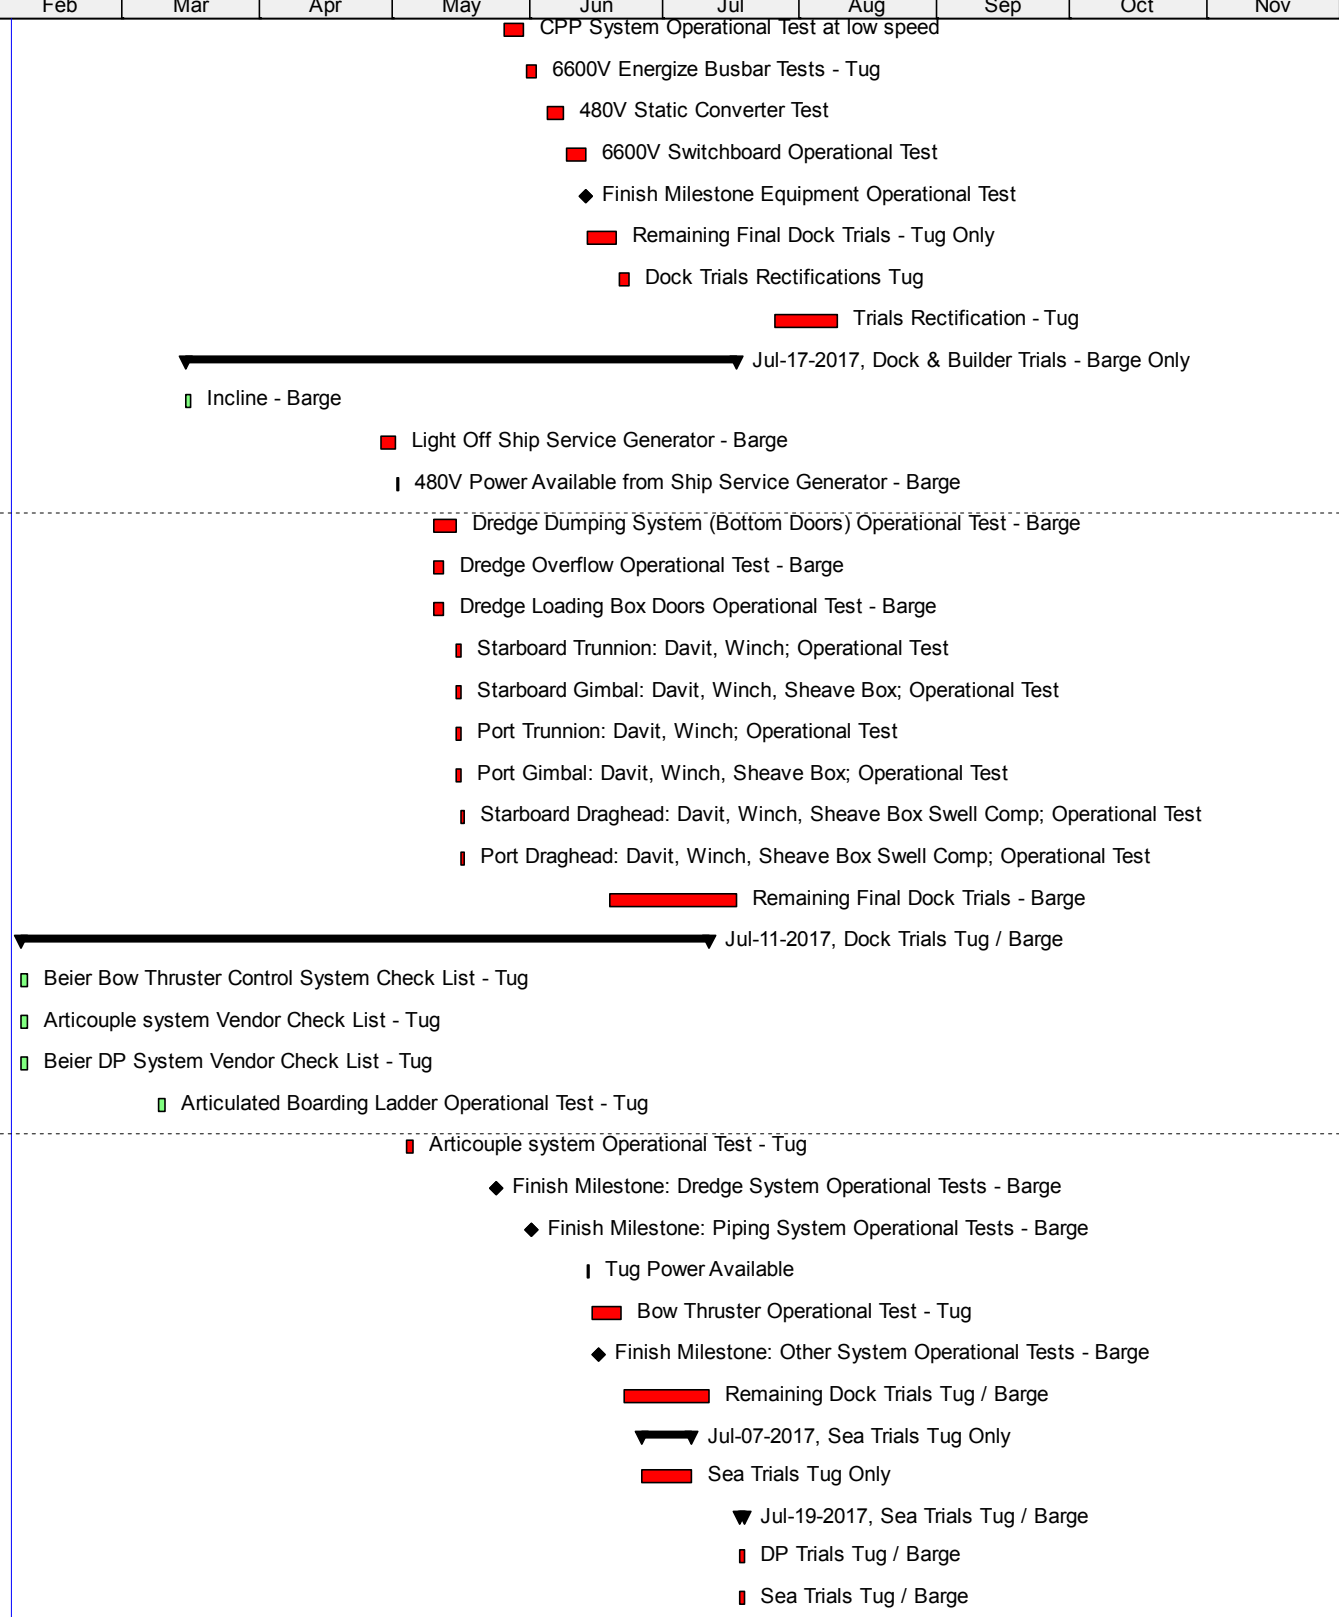 Feb Mar Apr May Jun Jul Aug Sep Oct Nov
CPP System Operational Test at low speed
6600V Energize Busbar Tests - Tug
480V Static Converter Test
6600V Switchboard Operational Test
Finish Milestone Equipment Operational Test
Remaining Final Dock Trials - Tug Only
Dock Trials Rectifications Tug
Trials Rectification - Tug
Jul-17-2017, Dock & Builder Trials - Barge Only
Incline - Barge
Light Off Ship Service Generator - Barge
480V Power Available from Ship Service Generator - Barge
Dredge Dumping System (Bottom Doors) Operational Test - Barge
Dredge Overflow Operational Test - Barge
Dredge Loading Box Doors Operational Test - Barge
Starboard Trunnion: Davit, Winch; Operational Test
Starboard Gimbal: Davit, Winch, Sheave Box; Operational Test
Port Trunnion: Davit, Winch; Operational Test
Port Gimbal: Davit, Winch, Sheave Box; Operational Test
Starboard Draghead: Davit, Winch, Sheave Box Swell Comp; Operational Test
Port Draghead: Davit, Winch, Sheave Box Swell Comp; Operational Test
Remaining Final Dock Trials - Barge
Jul-11-2017, Dock Trials Tug / Barge
Beier Bow Thruster Control System Check List - Tug
Articouple system Vendor Check List - Tug
Beier DP System Vendor Check List - Tug
Articulated Boarding Ladder Operational Test - Tug
Articouple system Operational Test - Tug
Finish Milestone: Dredge System Operational Tests - Barge
Finish Milestone: Piping System Operational Tests - Barge
Tug Power Available
Bow Thruster Operational Test - Tug
Finish Milestone: Other System Operational Tests - Barge
Remaining Dock Trials Tug / Barge
Jul-07-2017, Sea Trials Tug Only
Sea Trials Tug Only
Jul-19-2017, Sea Trials Tug / Barge
DP Trials Tug / Barge
Sea Trials Tug / Barge